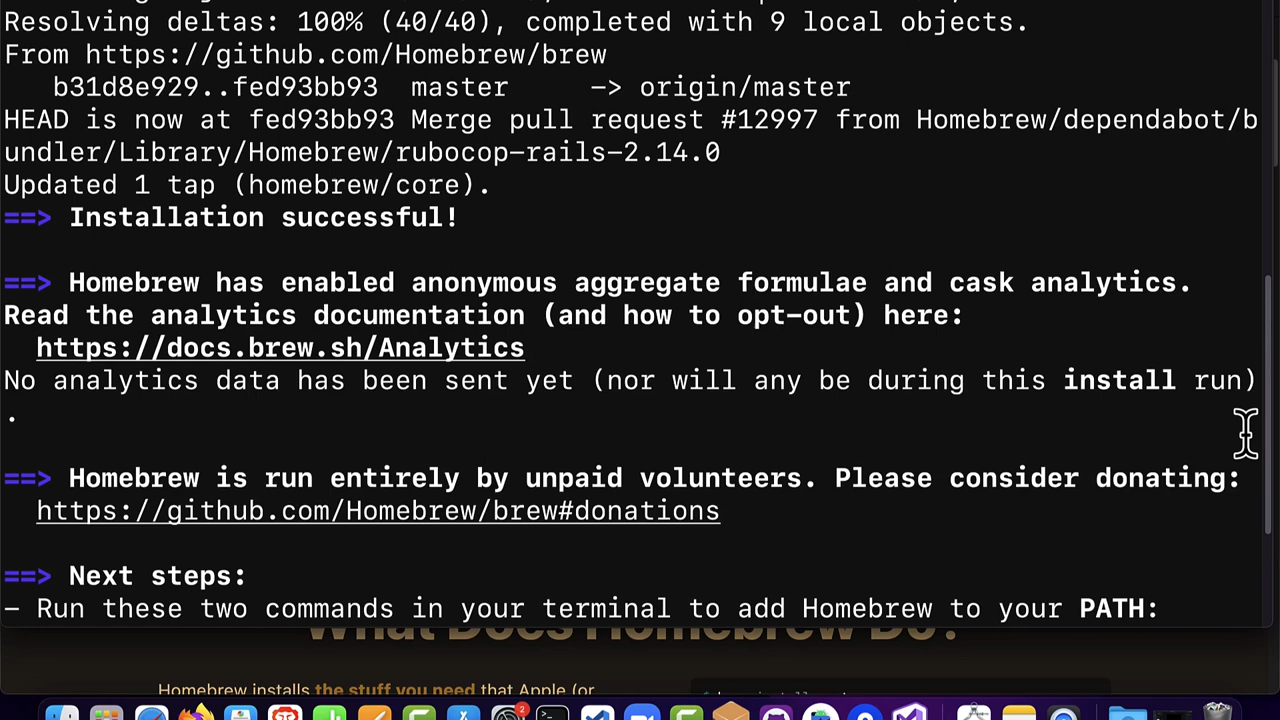 Resolving deltas: 100% (40/40), completed with 9 local objects.
From https://github.com/Homebrew/brew
   b31d8e929..fed93bb93  master     -> origin/master
HEAD is now at fed93bb93 Merge pull request #12997 from Homebrew/dependabot/b
undler/Library/Homebrew/rubocop-rails-2.14.0
Updated 1 tap (homebrew/core).
==> Installation successful!
==> Homebrew has enabled anonymous aggregate formulae and cask analytics.
Read the analytics documentation (and how to opt-out) here:
  https://docs.brew.sh/Analytics
No analytics data has been sent yet (nor will any be during this install run)
.
==> Homebrew is run entirely by unpaid volunteers. Please consider donating:
  https://github.com/Homebrew/brew#donations
==> Next steps:
- Run these two commands in your terminal to add Homebrew to your PATH:
What Does Homebrew Do?
Homebrew installs the stuff you need that Apple (or
2